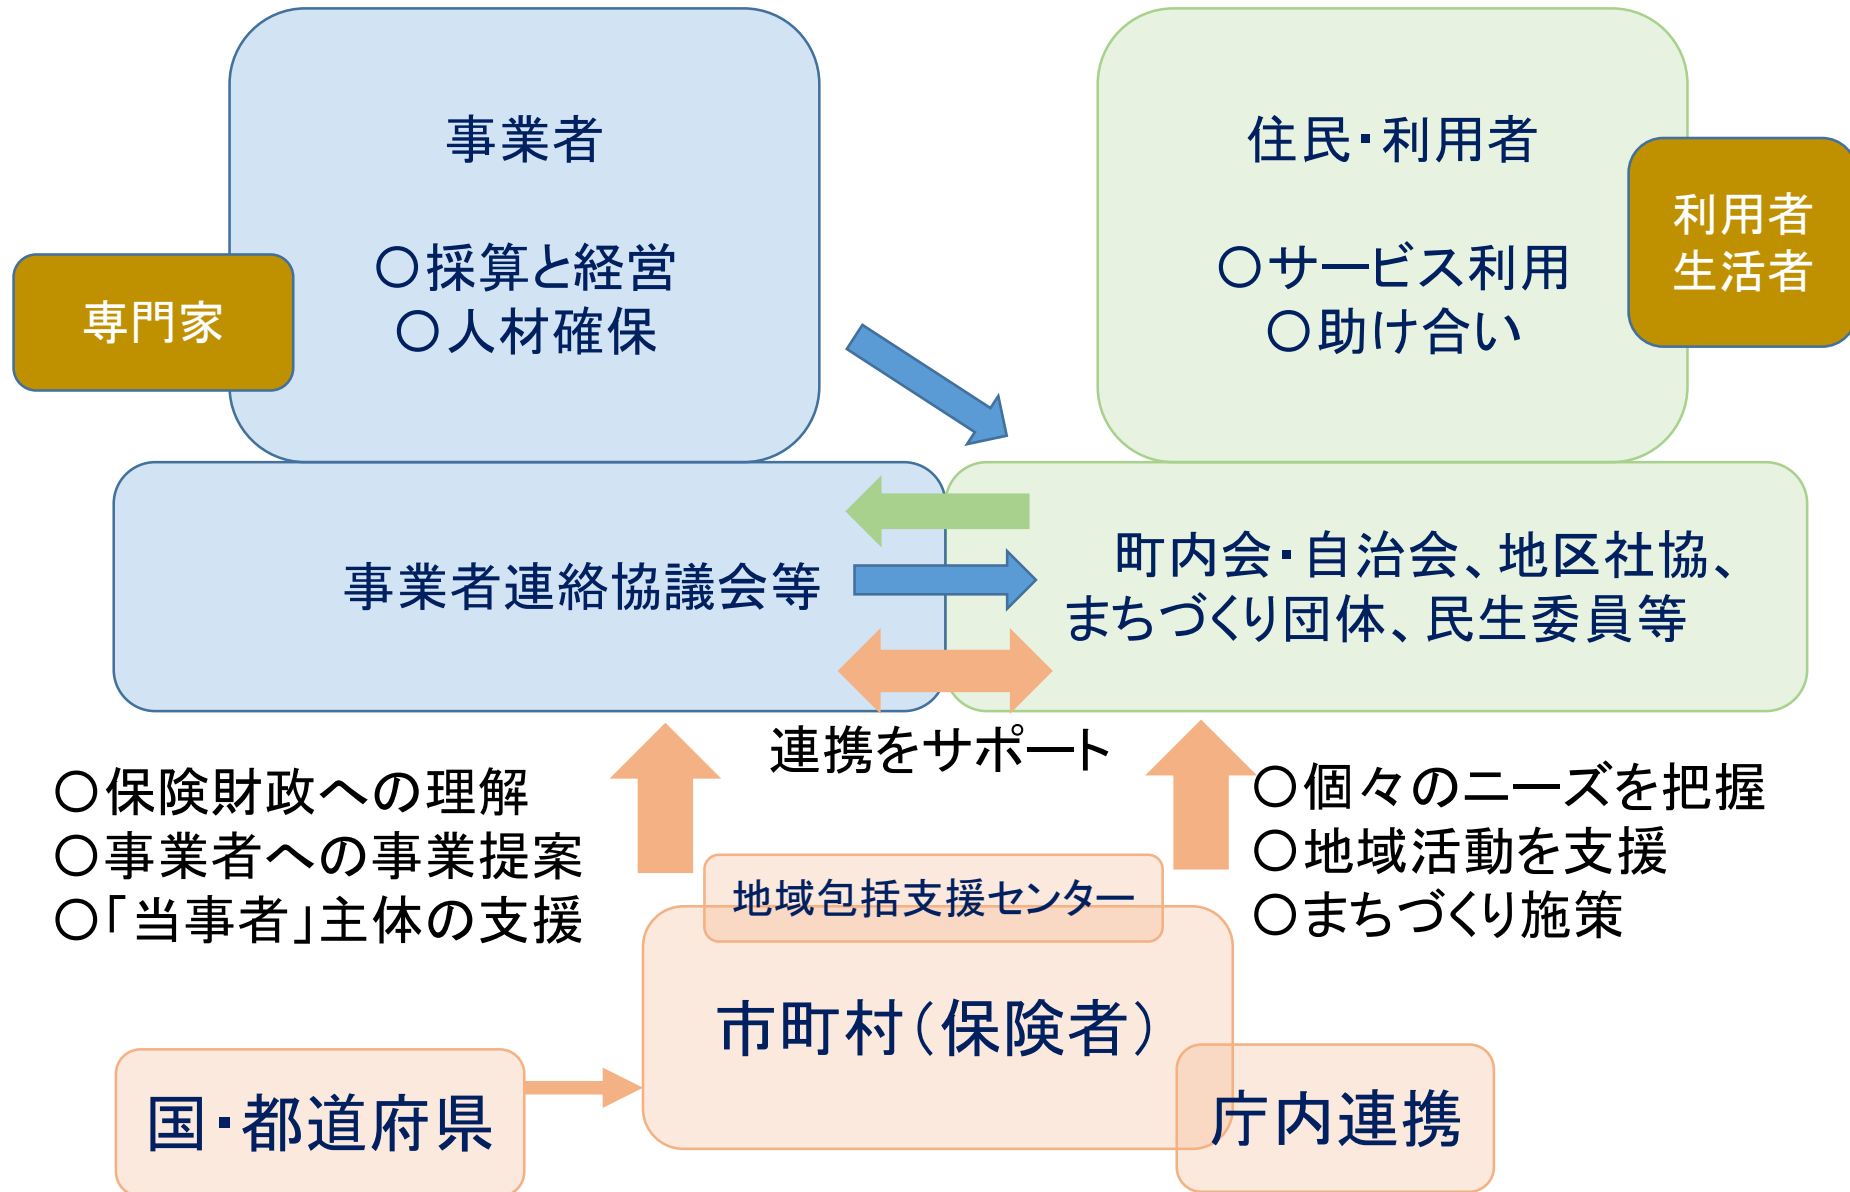 事業者
○採算と経営
○人材確保
専門家
住民・利用者
○サービス利用
○助け合い
利用者
生活者
事業者連絡協議会等
町内会・自治会、地区社協、
まちづくり団体、民生委員等
連携をサポート
○保険財政への理解
○事業者への事業提案
○「当事者」主体の支援
○個々のニーズを把握
○地域活動を支援
○まちづくり施策
地域包括支援センター
市町村（保険者）
国・都道府県
庁内連携